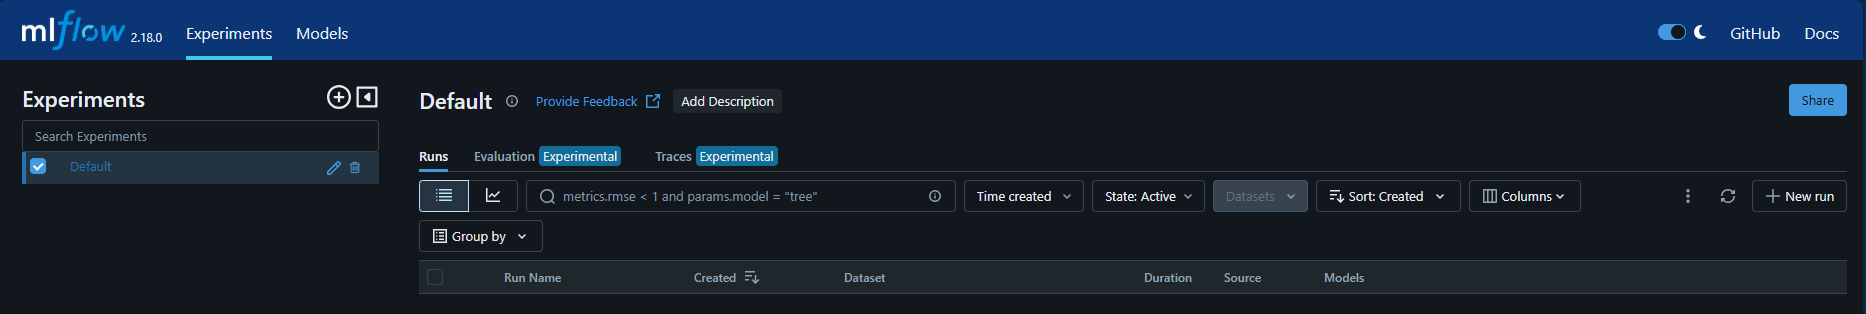 mlflow 2.18.0 Experiments Models GitHub Docs
Experiments
Search Experiments
Default
Default Provide Feedback Add Description Share
Runs Evaluation Experimental Traces Experimental
metrics.rmse < 1 and params.model = "tree" Time created State: Active Datasets Sort: Created Columns New run
Group by
Run Name Created Dataset Duration Source Models